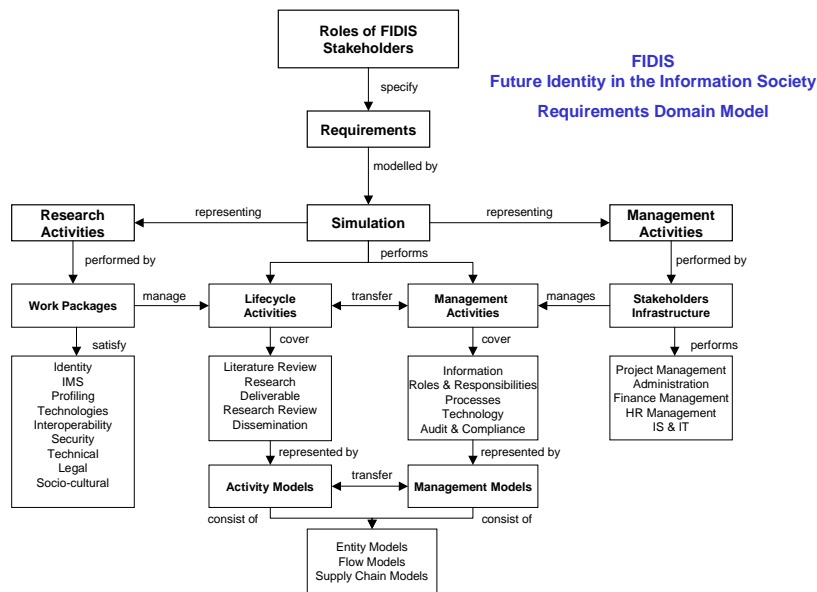 Roles of FIDIS
Stakeholders
FIDIS
Future Identity in the Information Society
Requirements Domain Model
specify
Requirements
modelled by
Research
Activities
representing
Simulation
representing
Management
Activities
performed by
performs
performed by
Work Packages
manage
Lifecycle
Activities
transfer
Management
Activities
manages
Stakeholders
Infrastructure
satisfy
cover
cover
performs
Identity
IMS
Profiling
Technologies
Interoperability
Security
Technical
Legal
Socio-cultural
Literature Review
Research
Deliverable
Research Review
Dissemination
Information
Roles & Responsibilities
Processes
Technology
Audit & Compliance
Project Management
Administration
Finance Management
HR Management
IS & IT
represented by
represented by
Activity Models
transfer
Management Models
consist of
consist of
Entity Models
Flow Models
Supply Chain Models